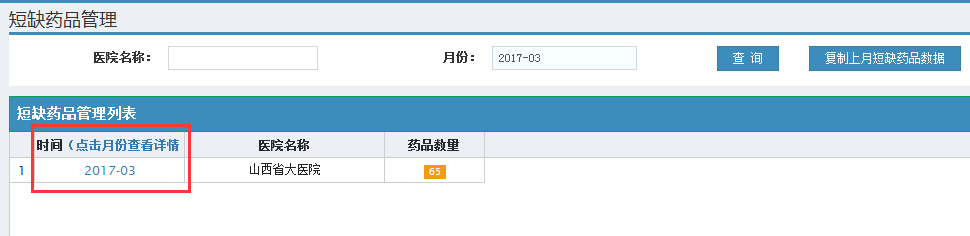 短缺药品管理
医院名称： 月份： 2017-03 查 询 复制上月短缺药品数据
短缺药品管理列表
时间（点击月份查看详情 医院名称 药品数量
1 2017-03 山西省大医院 65